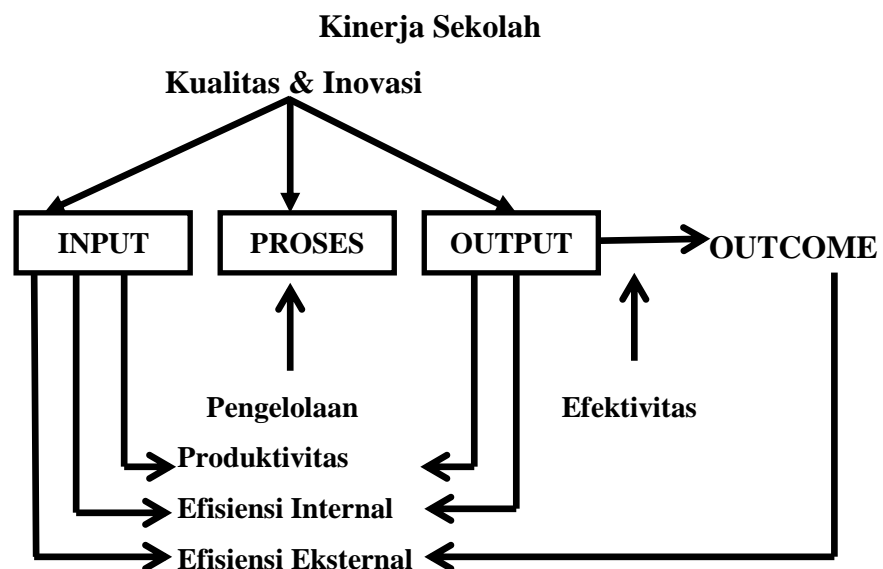 Kinerja Sekolah
Kualitas & Inovasi
INPUT
PROSES
OUTPUT
OUTCOME
Pengelolaan
Efektivitas
Produktivitas
Efisiensi Internal
Efisiensi Eksternal